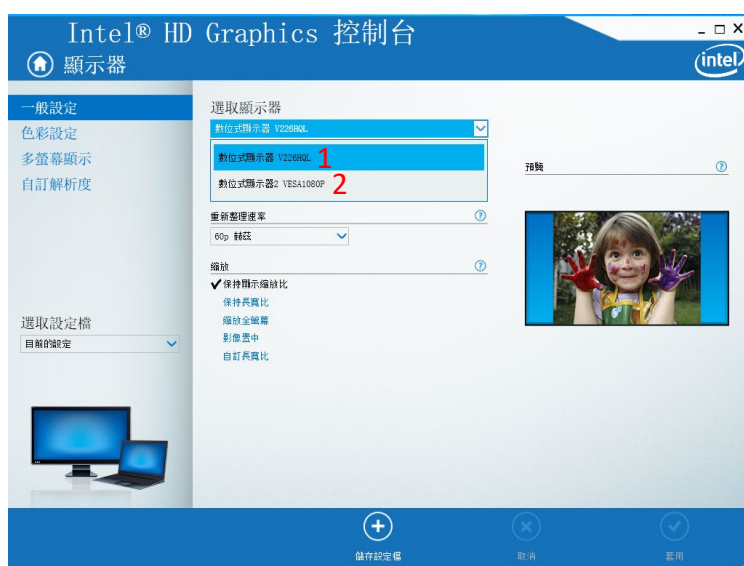 Intel® HD Graphics 控制台
顯示器
intel
一般設定
色彩設定
多螢幕顯示
自訂解析度
選取設定檔
目前的設定
選取顯示器
數位式顯示器 V226HQL
數位式顯示器 V226HQL 1
數位式顯示器2 VESA1080P 2
重新整理速率
60p 赫茲
縮放
保持顯示縮放比
保持長寬比
縮放全螢幕
影像置中
自訂長寬比
預覽
儲存設定檔
取消
套用